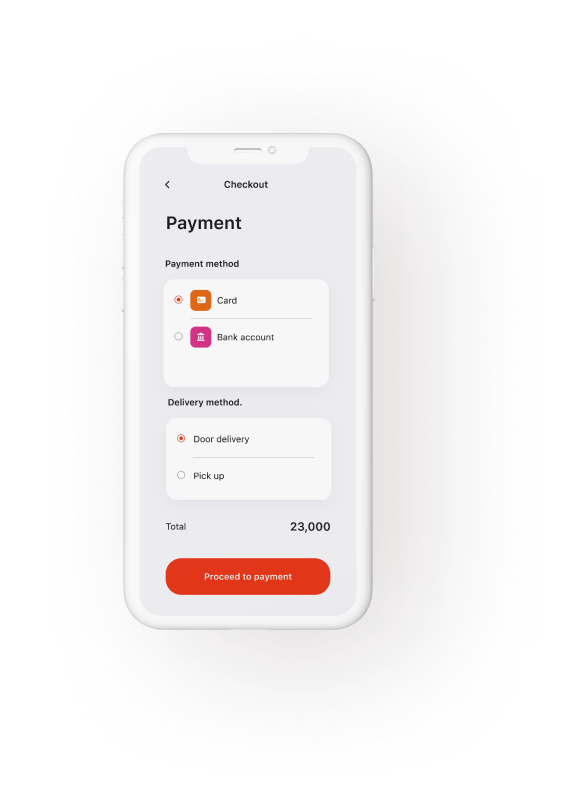 Checkout
Payment
Payment method
Card
Bank account
Delivery method.
Door delivery
Pick up
Total 23,000
Proceed to payment